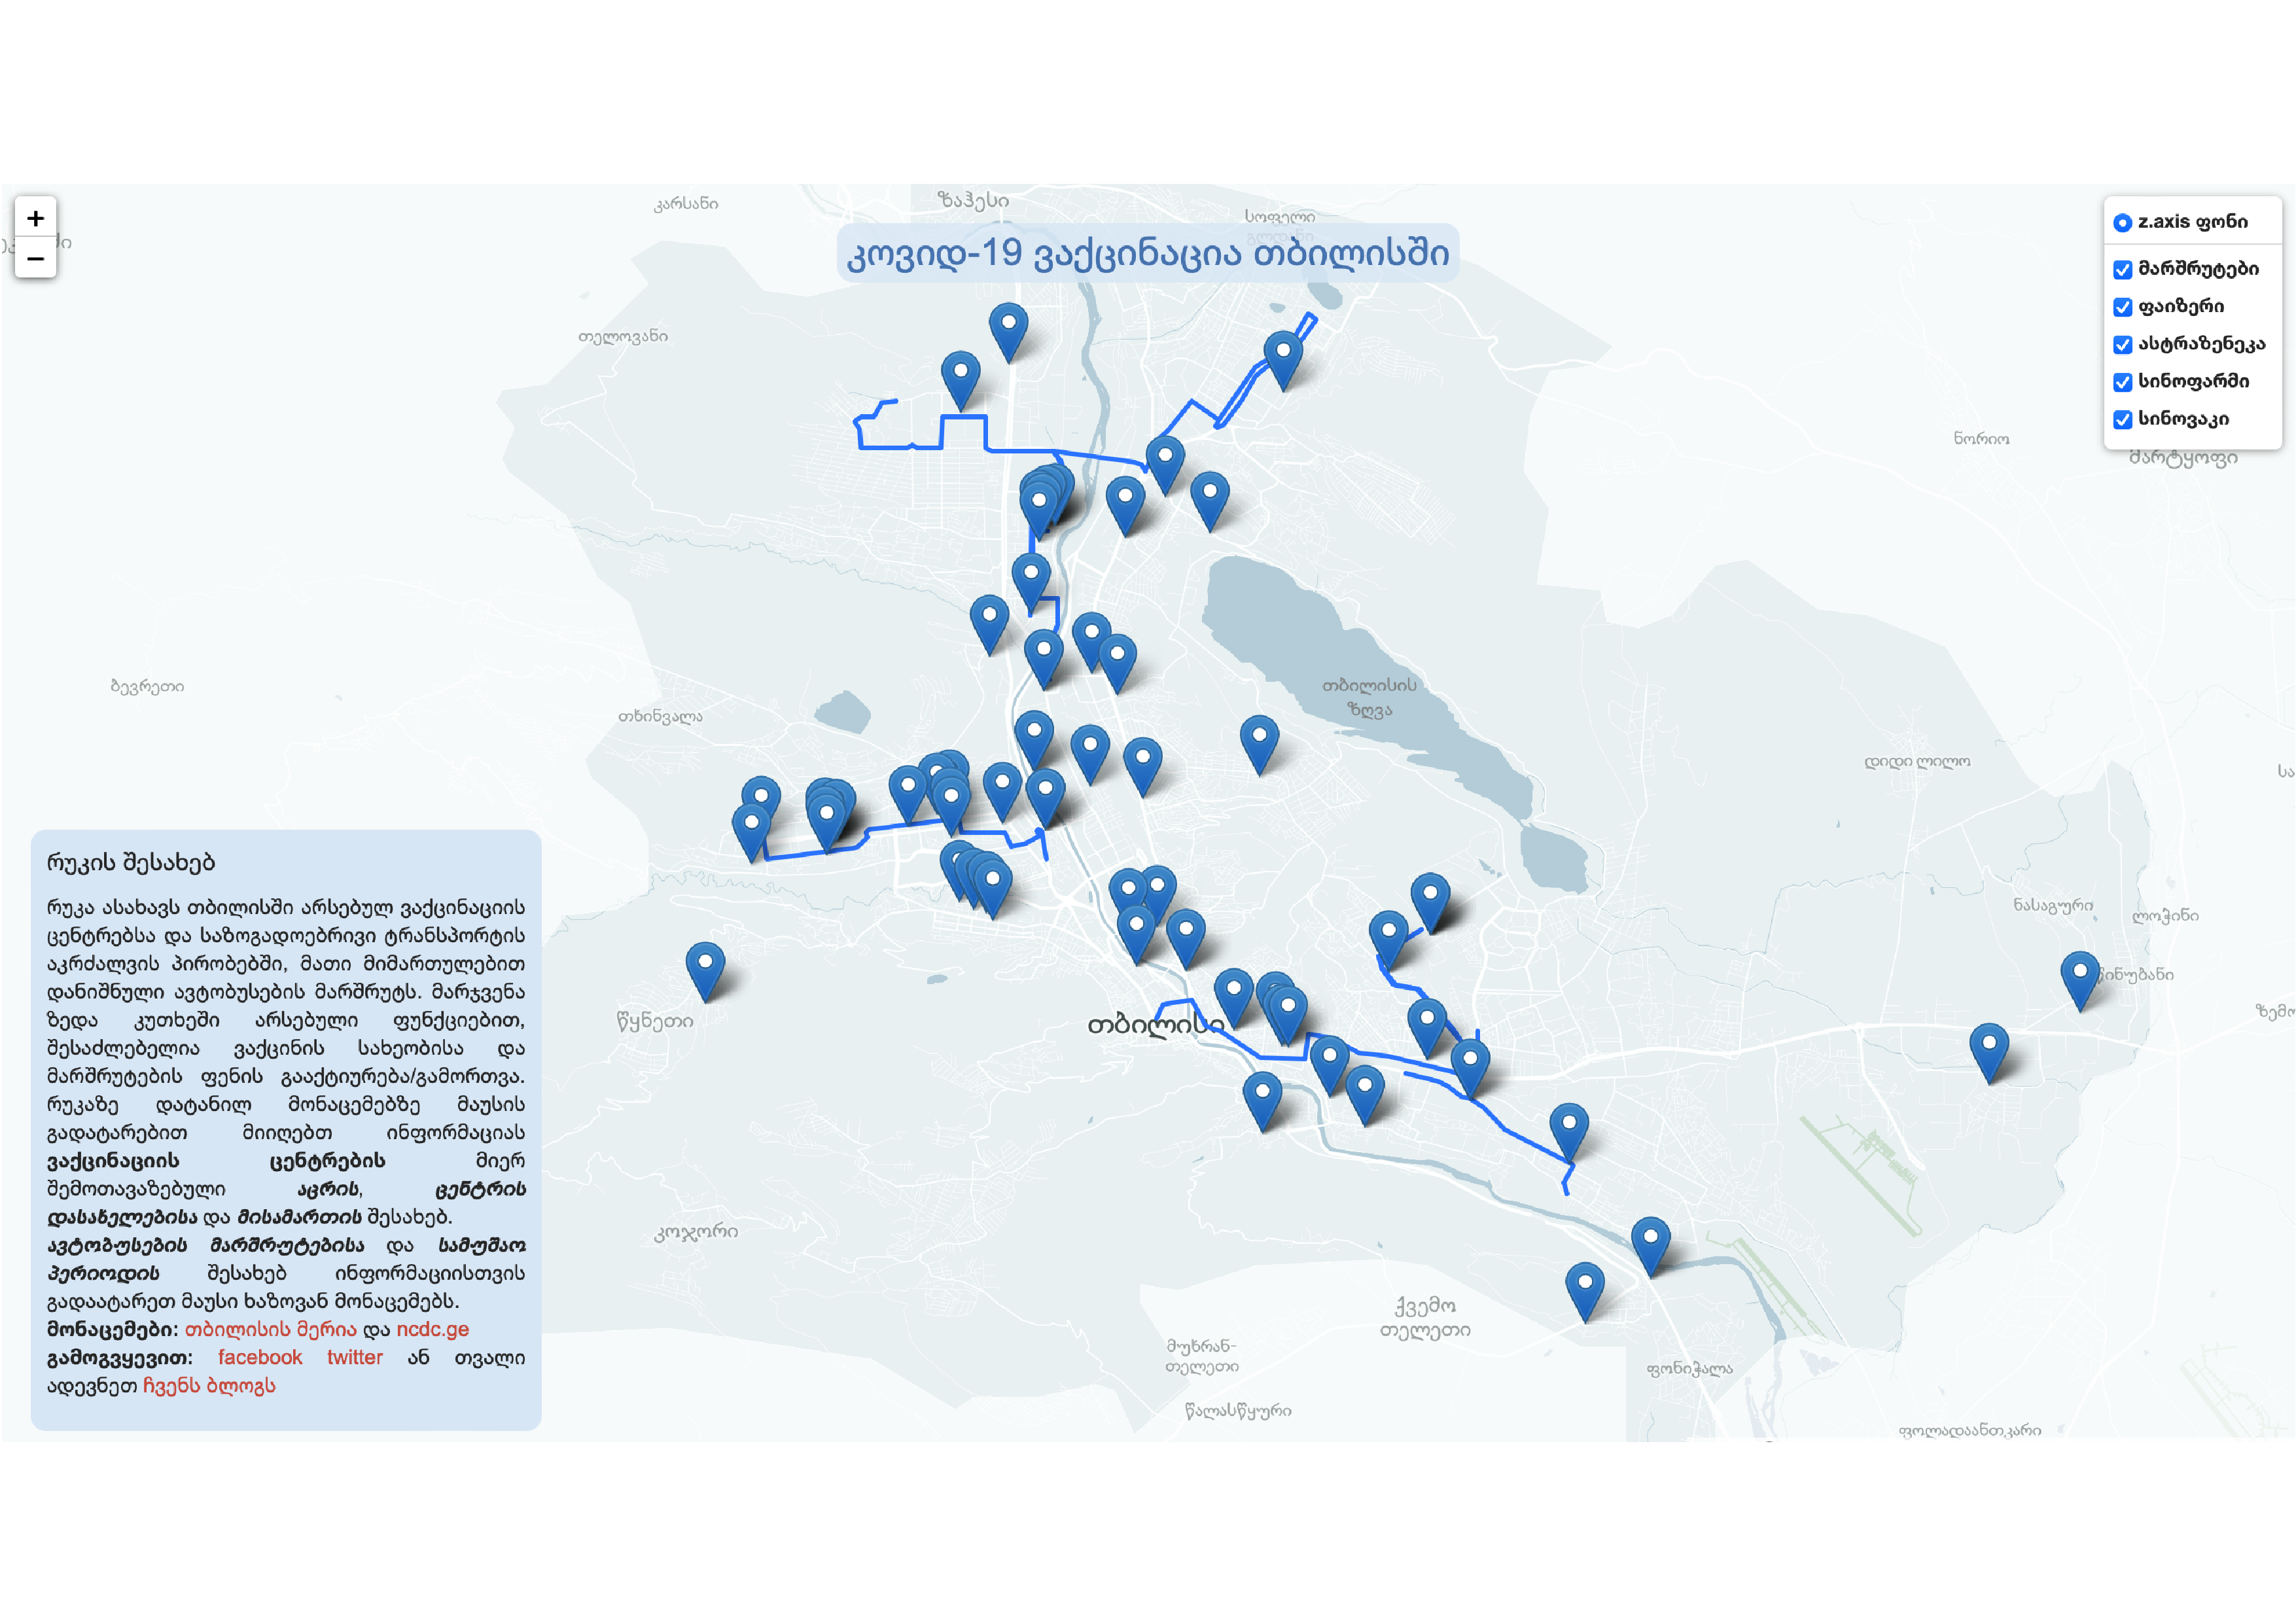 კარსანი
ზაჰესი
სოფელი
გლდანი
+
−
კოვიდ-19 ვაქცინაცია თბილისში
z.axis ფონი
მარშრუტები
ფაიზერი
ასტრაზენეკა
სინოფარმი
სინოვაკი
თელოვანი
ნორიო
მარტყოფი
ბევრეთი
თხინვალა
თბილისის
ზღვა
დიდი ლილო
ნასაგური
ლოჭინი
წინუბანი
წყნეთი
თბილისი
კოჯორი
ქვემო
თელეთი
მუხრან-
თელეთი
წალასწყური
ფონიჭალა
ფოლადაანთკარი
რუკის შესახებ
რუკა ასახავს თბილისში არსებულ ვაქცინაციის
ცენტრებსა და საზოგადოებრივი ტრანსპორტის
აკრძალვის პირობებში, მათი მიმართულებით
დანიშნული ავტობუსების მარშრუტს. მარჯვენა
ზედა კუთხეში არსებული ფუნქციებით,
შესაძლებელია ვაქცინის სახეობისა და
მარშრუტების ფენის გააქტიურება/გამორთვა.
რუკაზე დატანილ მონაცემებზე მაუსის
გადატარებით მიიღებთ ინფორმაციას
ვაქცინაციის ცენტრების მიერ
შემოთავაზებული აცრის, ცენტრის
დასახელებისა და მისამართის შესახებ.
ავტობუსების მარშრუტებისა და სამუშაო
პერიოდის შესახებ ინფორმაციისთვის
გადაატარეთ მაუსი ხაზოვან მონაცემებს.
მონაცემები: თბილისის მერია და ncdc.ge
გამოგვყევით: facebook twitter ან თვალი
ადევნეთ ჩვენს ბლოგს